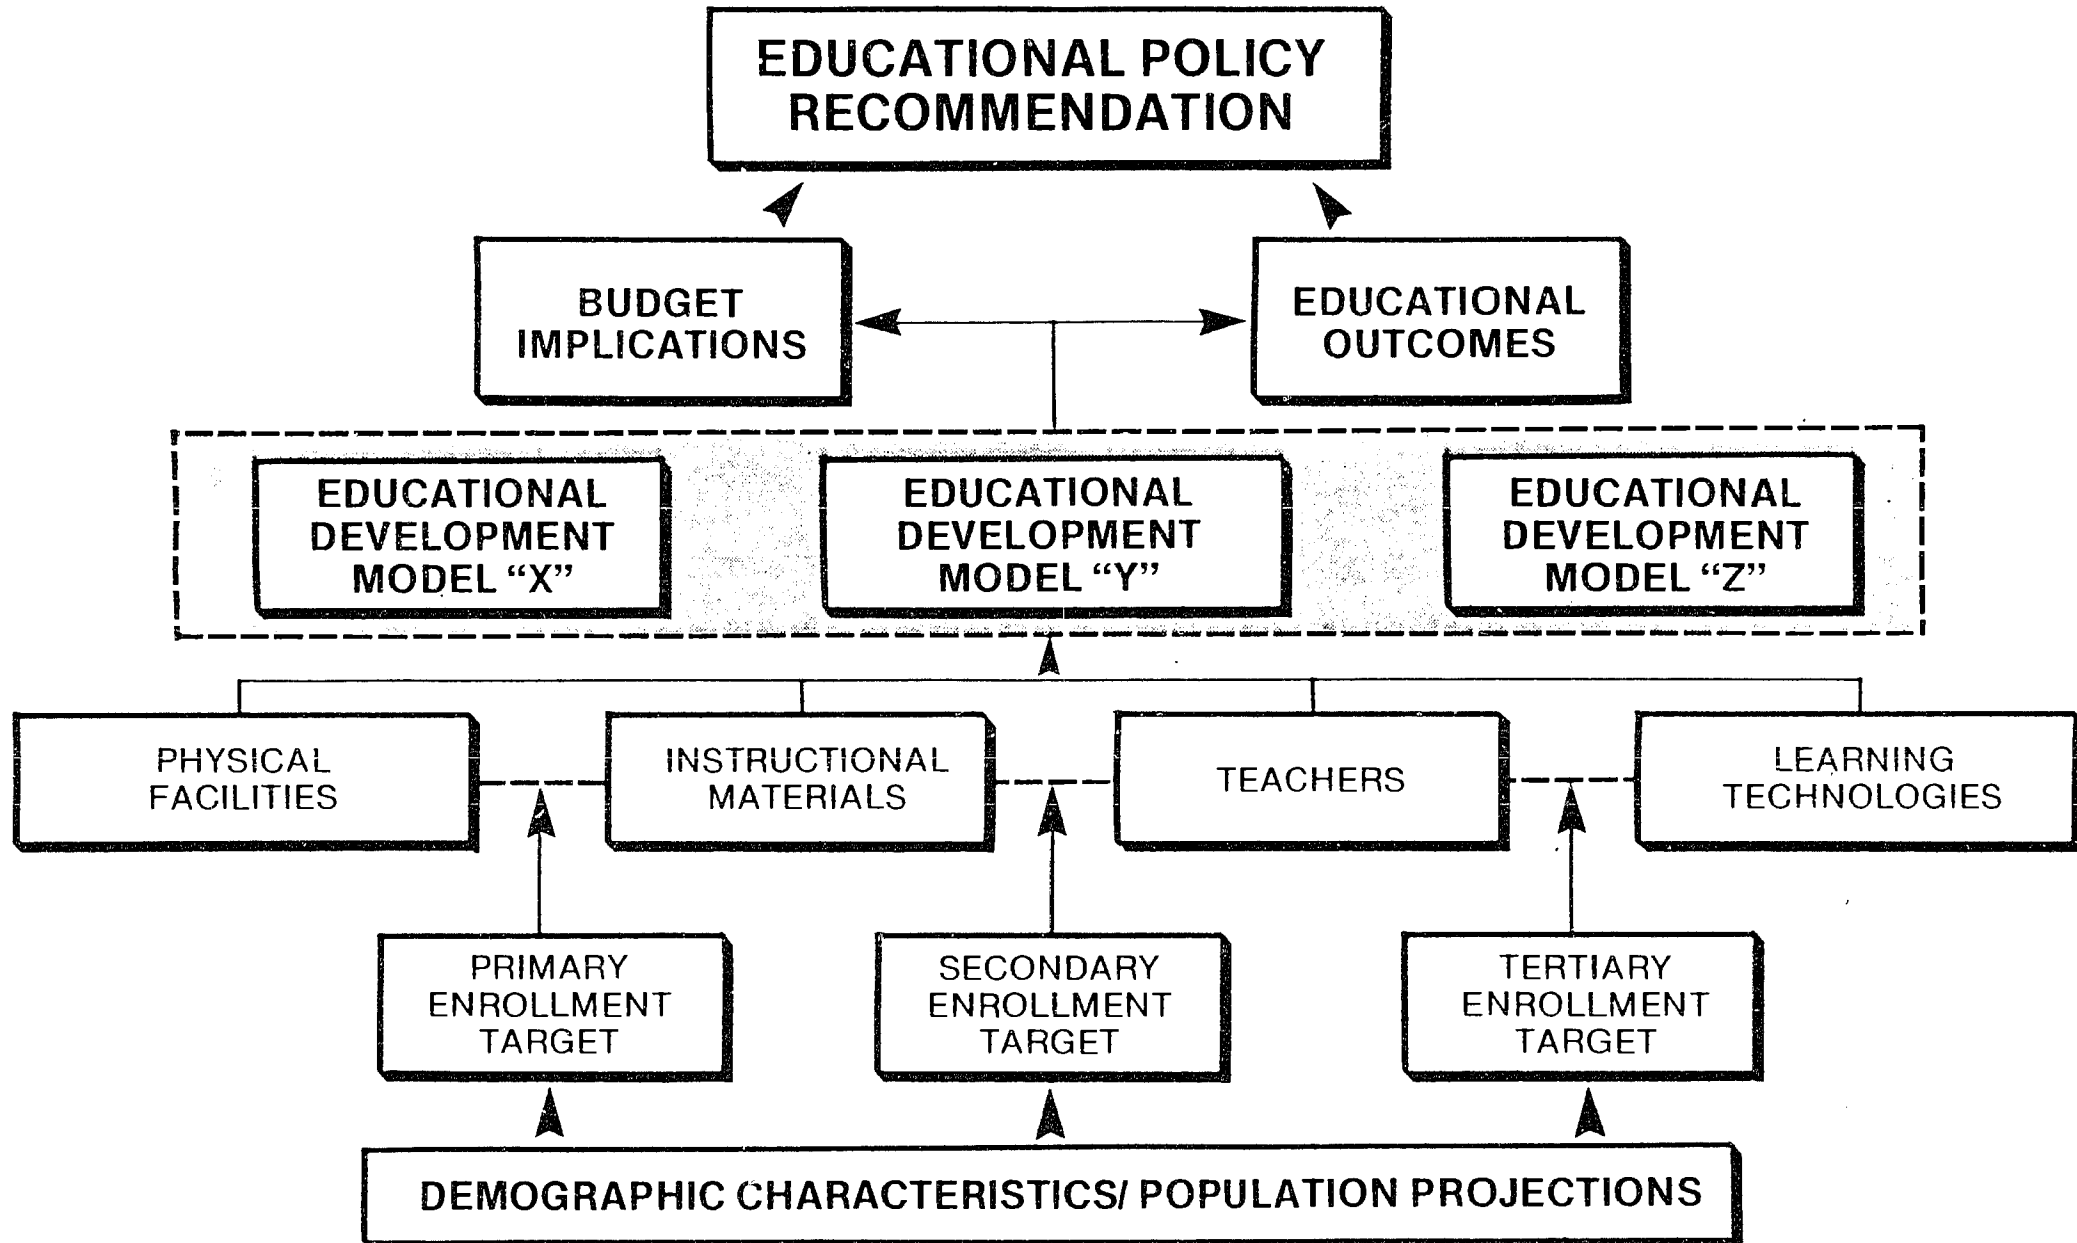 EDUCATIONAL POLICY
RECOMMENDATION
BUDGET
IMPLICATIONS
EDUCATIONAL
OUTCOMES
EDUCATIONAL
DEVELOPMENT
MODEL “X”
EDUCATIONAL
DEVELOPMENT
MODEL “Y”
EDUCATIONAL
DEVELOPMENT
MODEL “Z”
PHYSICAL
FACILITIES
INSTRUCTIONAL
MATERIALS
TEACHERS
LEARNING
TECHNOLOGIES
PRIMARY
ENROLLMENT
TARGET
SECONDARY
ENROLLMENT
TARGET
TERTIARY
ENROLLMENT
TARGET
DEMOGRAPHIC CHARACTERISTICS/ POPULATION PROJECTIONS